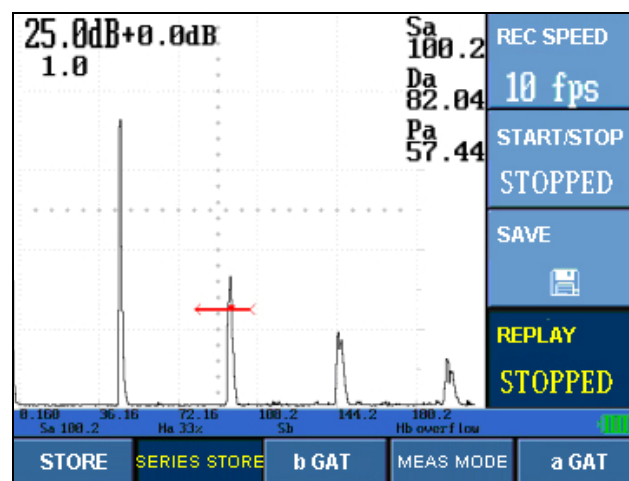 25.0dB+0.0dB
1.0
Sa
100.2
Da
82.04
Pa
57.44
REC SPEED
10 fps
START/STOP
STOPPED
SAVE
REPLAY
STOPPED
0.160 36.16 72.16 108.2 144.2 180.2
Sa 100.2 Ha 33% Sb Hb overflow
STORE SERIES STORE b GAT MEAS MODE a GAT